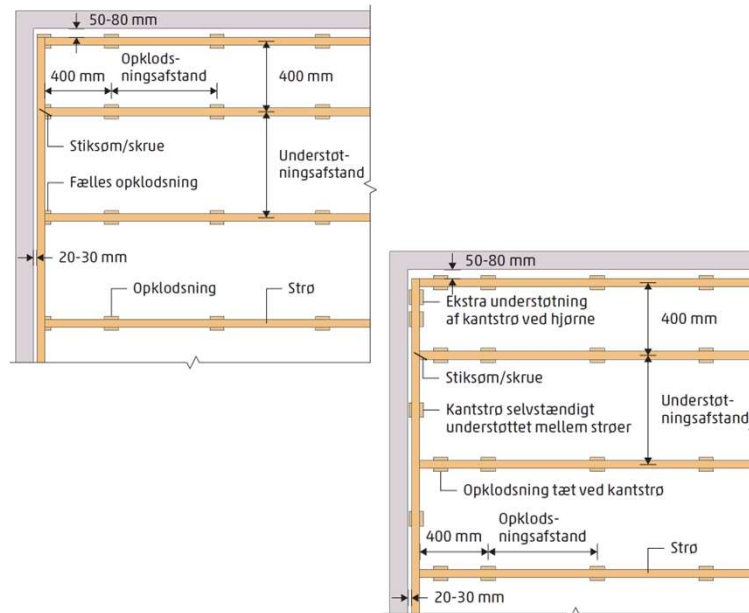 50-80 mm
Opklods-
ningsafstand
400 mm
400 mm
Stiksøm/skrue
Understøt-
ningsafstand
Fælles opklodsning
20-30 mm
Opklodsning
Strø
50-80 mm
Ekstra understøtning
af kantstrø ved hjørne
400 mm
Stiksøm/skrue
Kantstrø selvstændigt
understøttet mellem strøer
Understøt-
ningsafstand
Opklodsning tæt ved kantstrø
Opklods-
ningsafstand
400 mm
Strø
20-30 mm